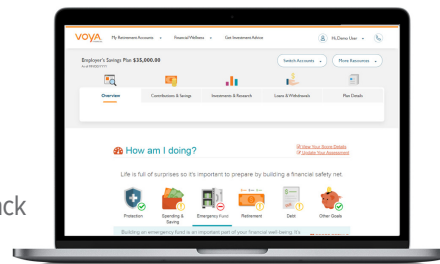 VOYA
My Retirement Accounts
Financial Wellness
Get Investment Advice
Hi, Demo User
Employer's Savings Plan $35,000.00
Switch Accounts
More Resources
Overview
Contributions & Savings
Investments & Research
Loans & Withdrawals
Plan Details
How am I doing?
View Your Score Details
Update Your Assessment
Life is full of surprises so it's important to prepare by building a financial safety net.
Protection
Spending & Saving
Emergency Fund
Retirement
Debt
Other Goals
Building an emergency fund is an important part of your financial well-being. It's